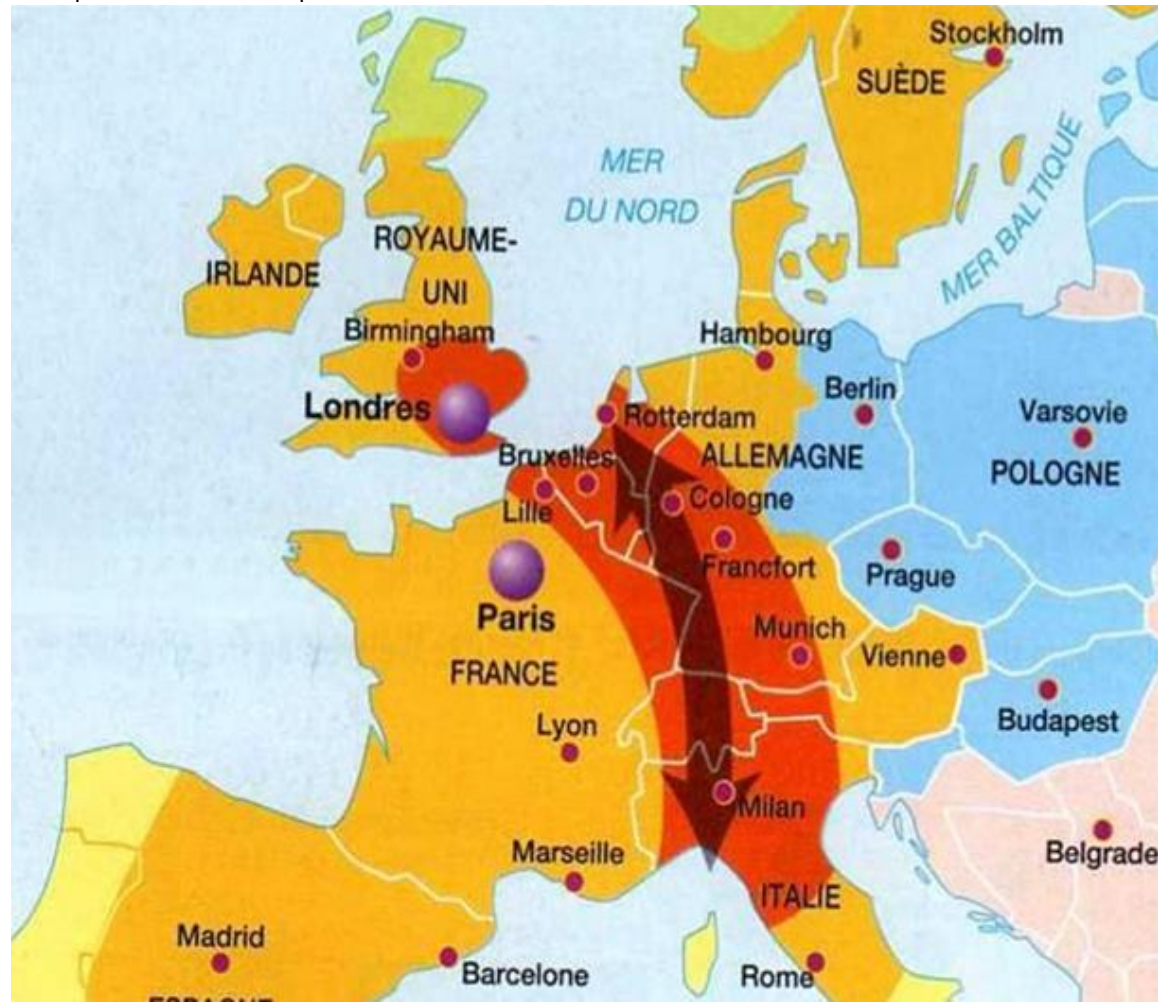 Stockholm
SUÈDE
MER
DU NORD
MER BALTIQUE
ROYAUME-
UNI
IRLANDE
Birmingham
Londres
Hambourg
Berlin
Varsovie
POLOGNE
Rotterdam
Bruxelles
ALLEMAGNE
Lille
Cologne
Francfort
Prague
Paris
Munich
Vienne
FRANCE
Budapest
Lyon
Milan
Marseille
Belgrade
ITALIE
Madrid
Barcelone
Rome
ESPAGNE